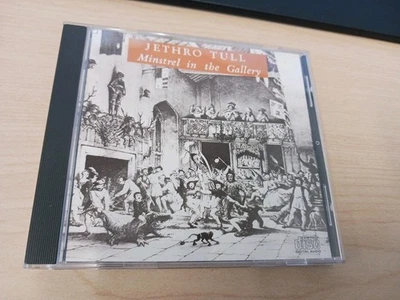 JETHRO TULL
Minstrel in the Gallery